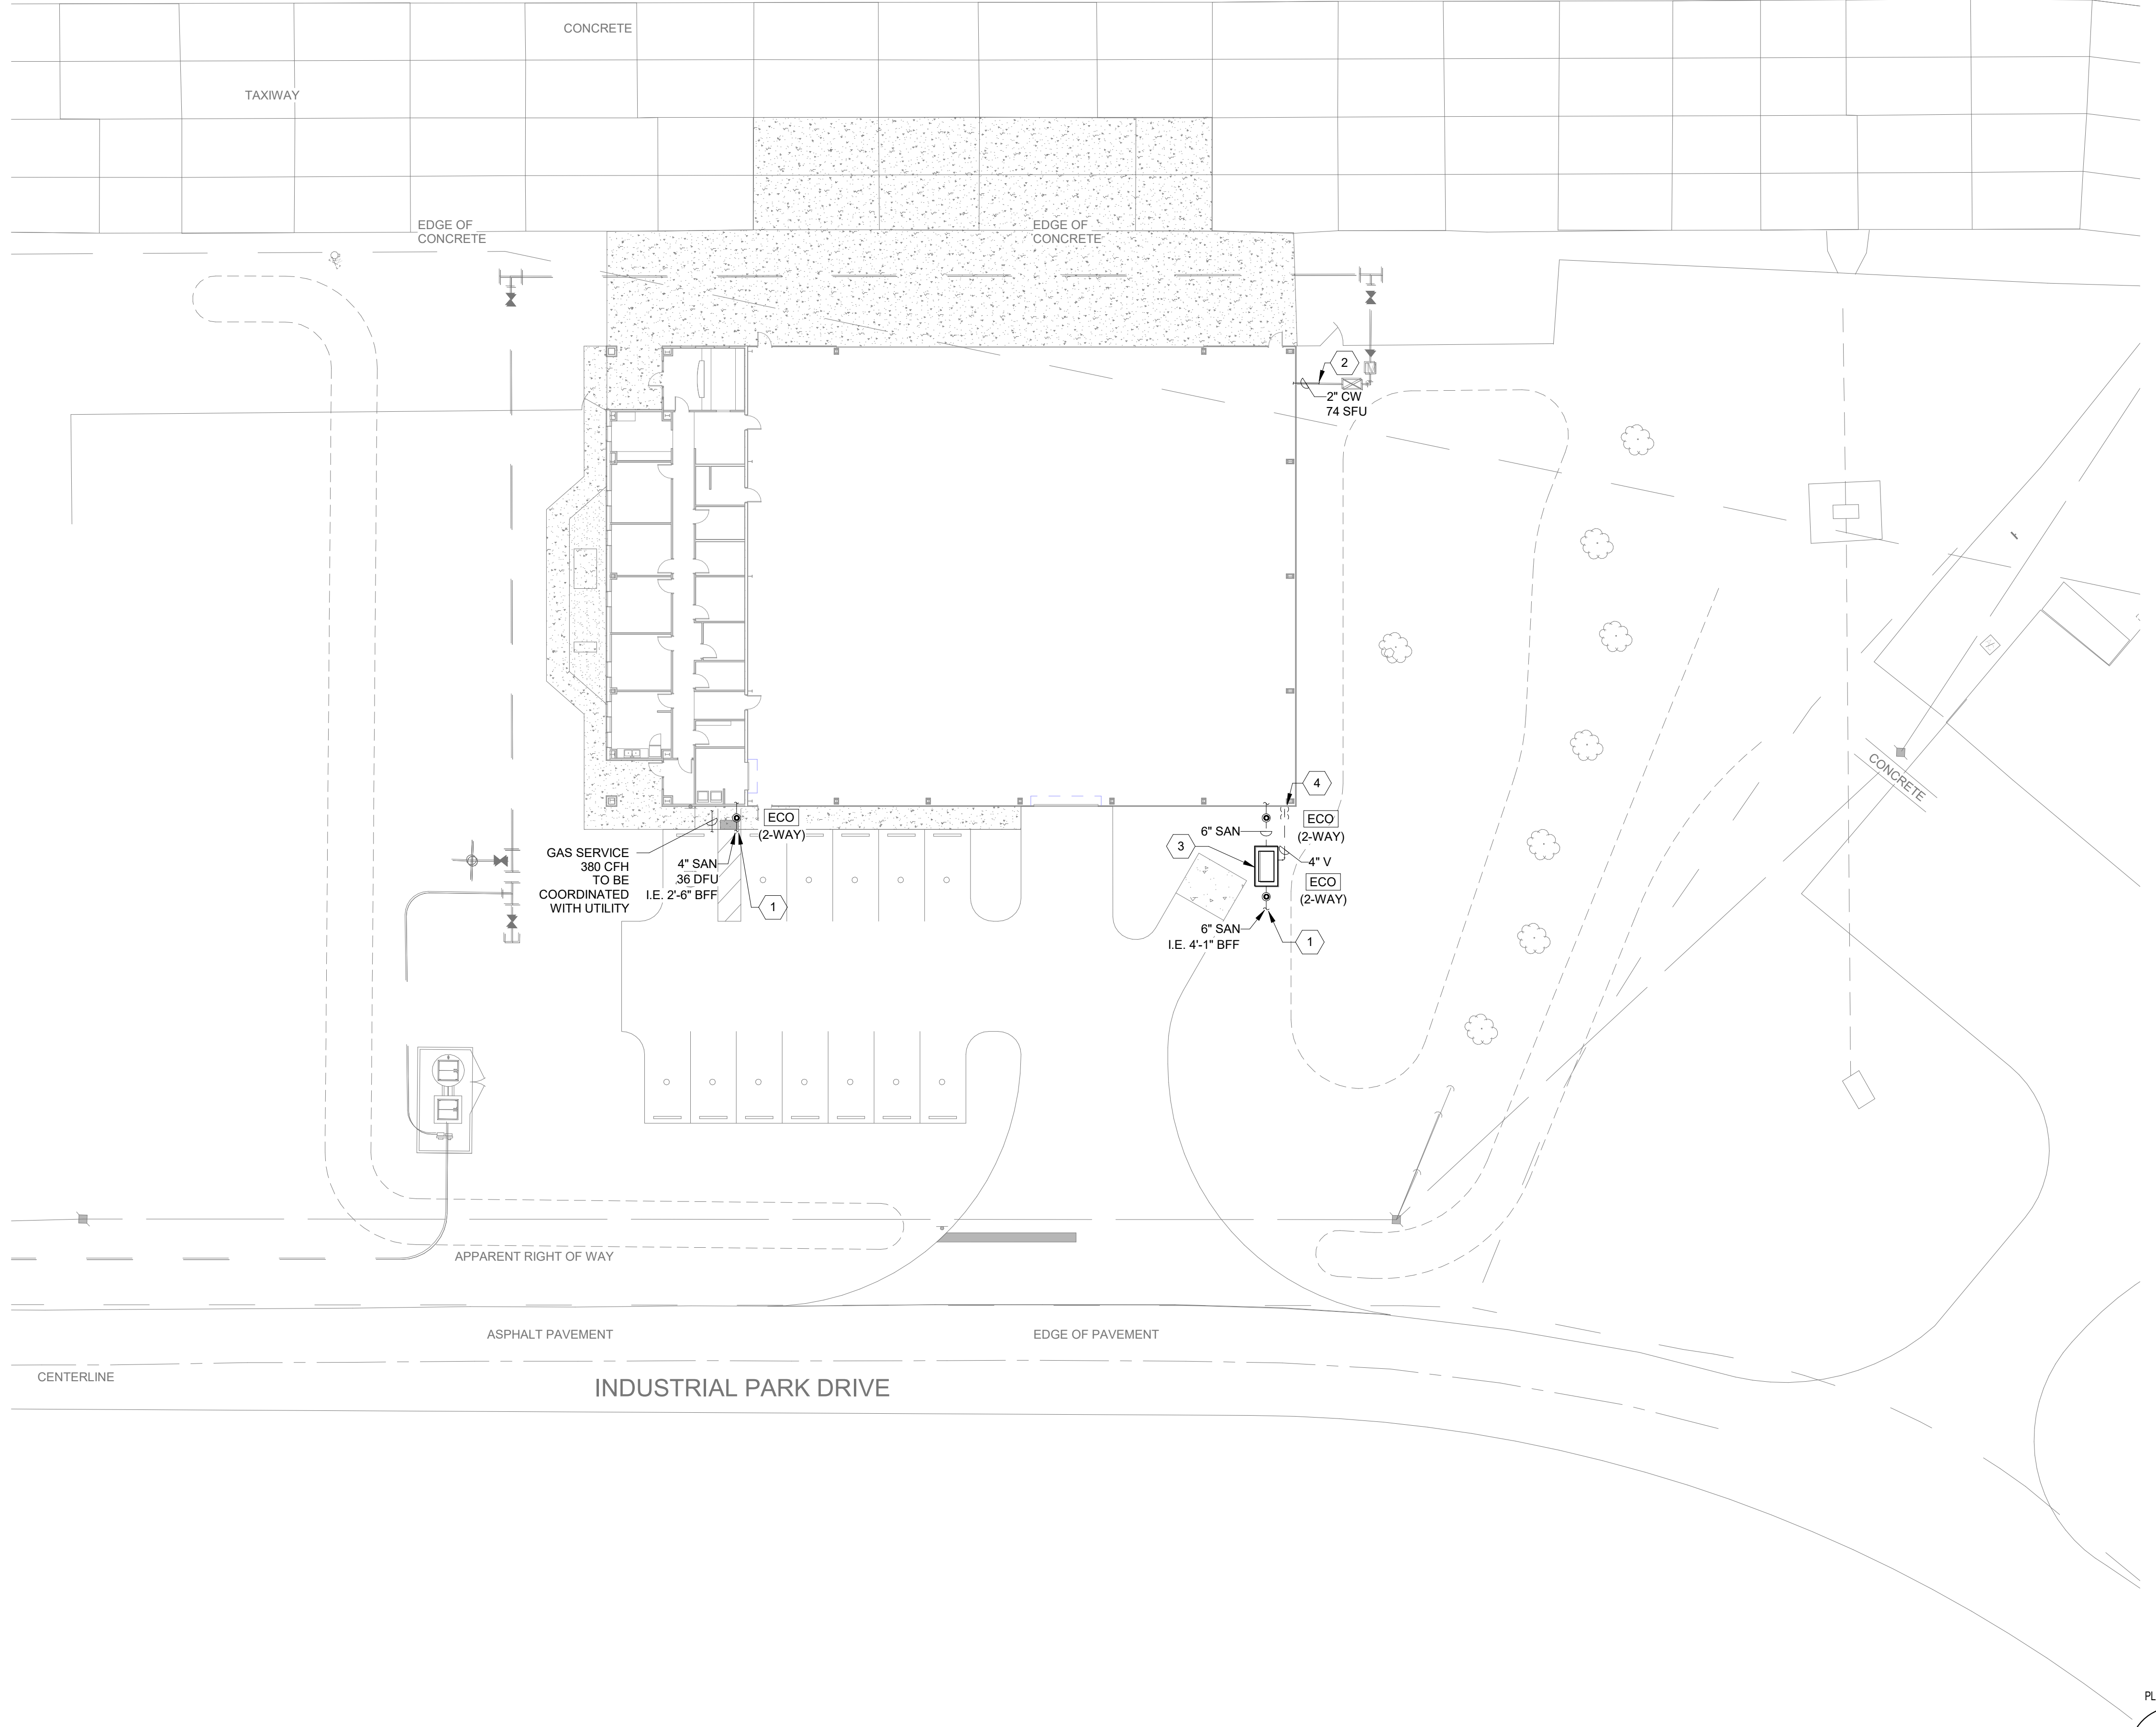 CONCRETE
TAXIWAY
EDGE OF
CONCRETE
EDGE OF
CONCRETE
2
2" CW
74 SFU
CONCRETE
4
ECO
(2-WAY)
ECO
(2-WAY)
6" SAN
3
GAS SERVICE
380 CFH
TO BE
COORDINATED
WITH UTILITY
4" SAN
36 DFU
I.E. 2'-6" BFF
1
4" V
ECO
(2-WAY)
6" SAN
I.E. 4'-1" BFF
1
APPARENT RIGHT OF WAY
ASPHALT PAVEMENT
EDGE OF PAVEMENT
CENTERLINE
INDUSTRIAL PARK DRIVE
PL